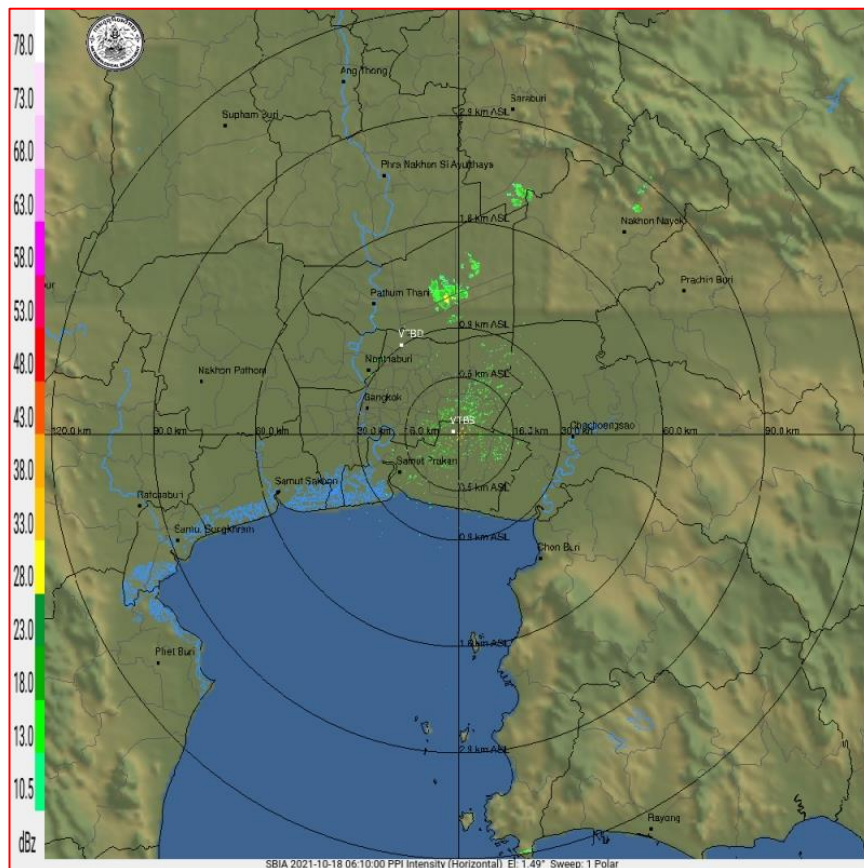 78.0
73.0
68.0
63.0
58.0
53.0
48.0
43.0
38.0
33.0
28.0
23.0
18.0
13.0
10.5
dBz
Ang Thong
Saraburi
2.9 km ASL
Suphan Buri
Phra Nakhon Si Ayutthaya
1.8 km ASL
Nakhon Nayok
Prachin Buri
Pathum Thani
0.9 km ASL
VTBD
Nonthaburi
0.5 km ASL
Nakhon Pathom
Bangkok
VTBS
Chachoengsao
120.0 km
90.0 km
60.0 km
30.0 km
16.0 km
16.0 km
30.0 km
60.0 km
90.0 km
Samut Prakan
0.5 km ASL
Samut Sakhon
Ratchaburi
Samut Songkhram
0.9 km ASL
Chon Buri
1.8 km ASL
Phet Buri
2.9 km ASL
Rayong
SBIA 2021-10-18 06:10:00 PPI Intensity (Horizontal) El: 1.49° Sweep: 1 Polar